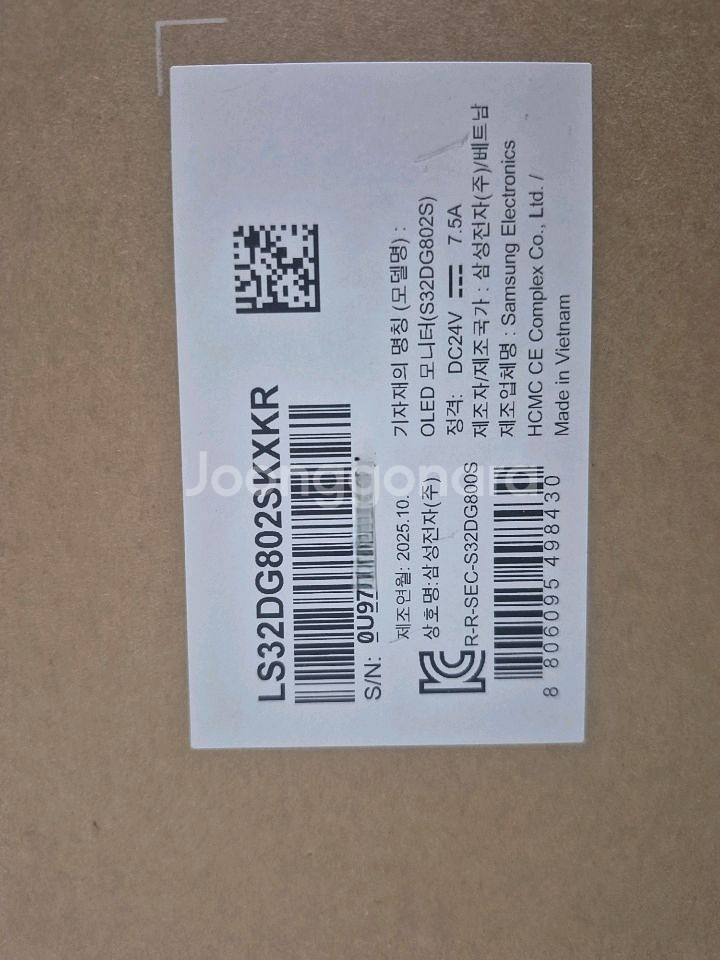 LS32DG802SKXKR
S/N: 0U97
제조연월: 2025.10.
상호명:삼성전자(주)
R-R-SEC-S32DG800S
8 806095 498430
기자재의 명칭 (모델명) :
OLED 모니터(S32DG802S)
정격: DC24V 7.5A
제조자/제조국가 : 삼성전자(주)/베트남
제조업체명 : Samsung Electronics
HCMC CE Complex Co., Ltd. /
Made in Vietnam
Joonggonara